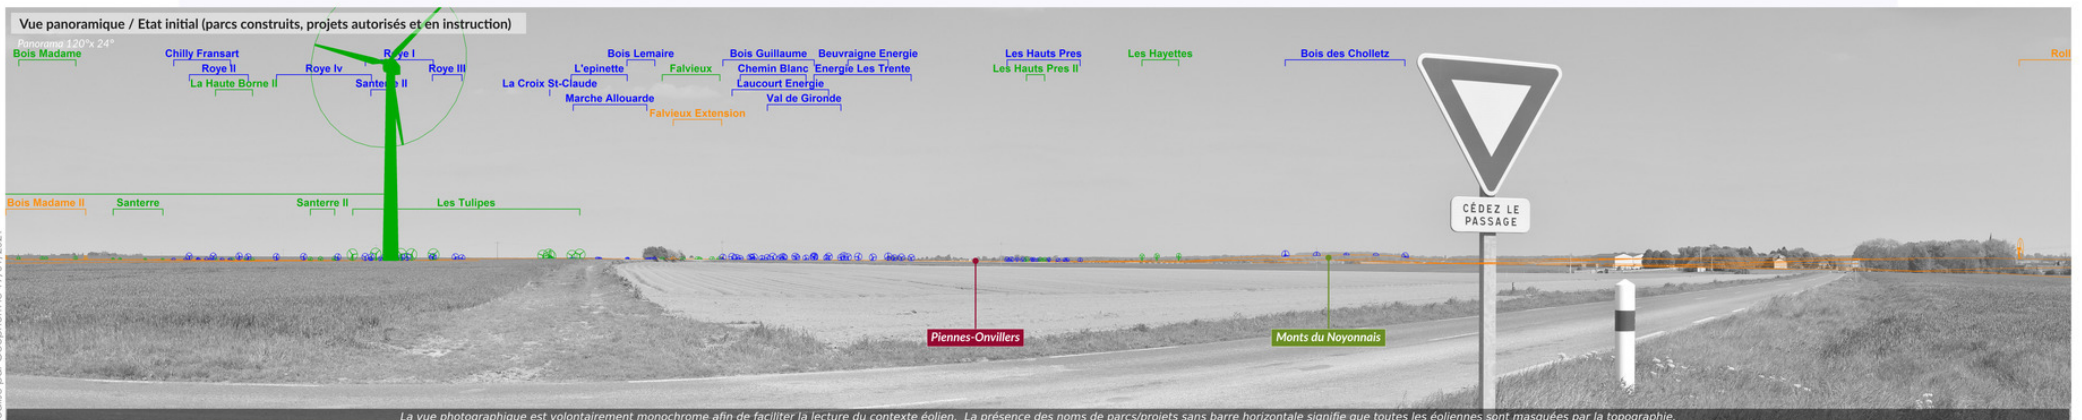 Vue panoramique / Etat initial (parcs construits, projets autorisés et en instruction)
Panorama 120°x 24°
Bois Madame
Chilly Fransart
Roye I
Bois Lemaire
Bois Guillaume
Beuvraigne Energie
Les Hauts Pres
Les Hayettes
Bois des Cholletz
Roye II
Roye Iv
Roye III
L'epinette
Falvieux
Chemin Blanc
Energie Les Trente
Les Hauts Pres II
La Haute Borne II
Santerre II
La Croix St-Claude
Laucourt Energie
Marche Allouarde
Val de Gironde
Falvieux Extension
Bois Madame II
Santerre
Santerre II
Les Tulipes
CÉDEZ LE
PASSAGE
Piennes-Onvillers
Monts du Noyonnais
La vue photographique est volontairement monochrome afin de faciliter la lecture du contexte éolien. La présence des noms de parcs/projets sans barre horizontale signifie que toutes les éoliennes sont masquées par la topographie.